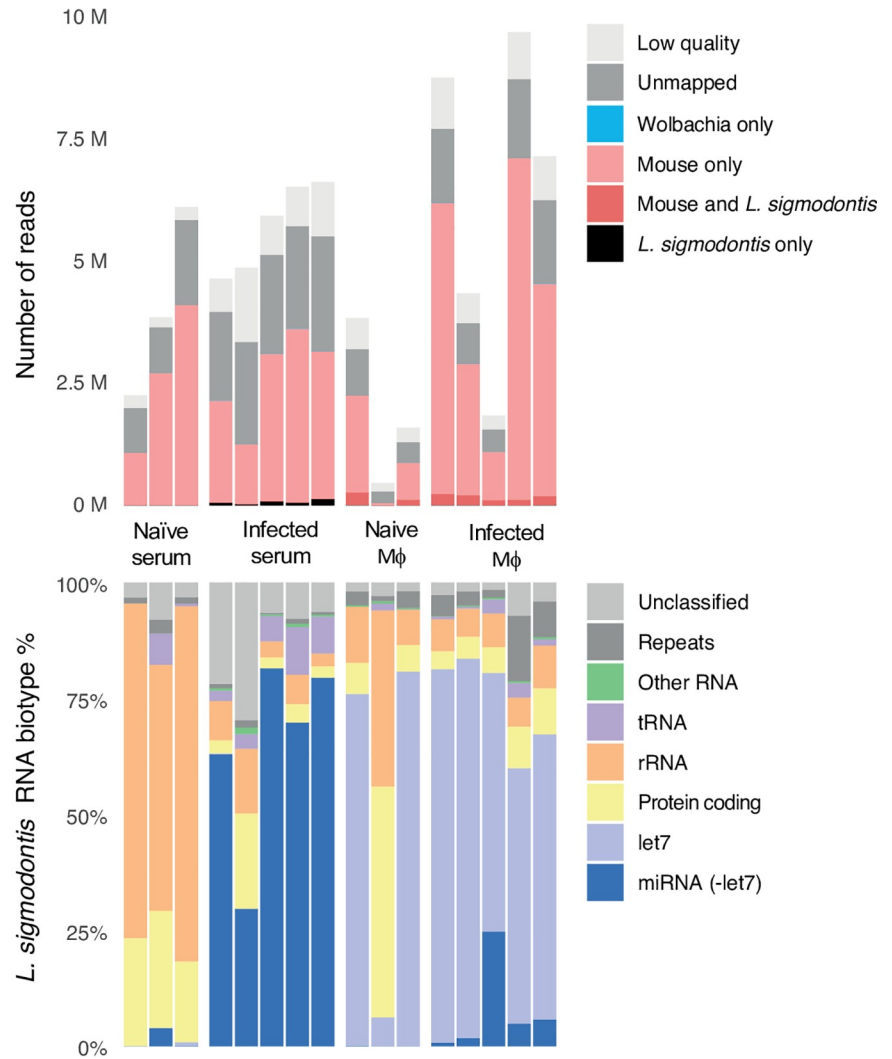 10 M
7.5 M
5 M
2.5 M
0 M
Number of reads
Low quality
Unmapped
Wolbachia only
Mouse only
Mouse and L. sigmodontis
L. sigmodontis only
Naïve
serum
Infected
serum
Naive
Mϕ
Infected
Mϕ
100%
75%
50%
25%
0%
L. sigmodontis RNA biotype %
Unclassified
Repeats
Other RNA
tRNA
rRNA
Protein coding
let7
miRNA (-let7)